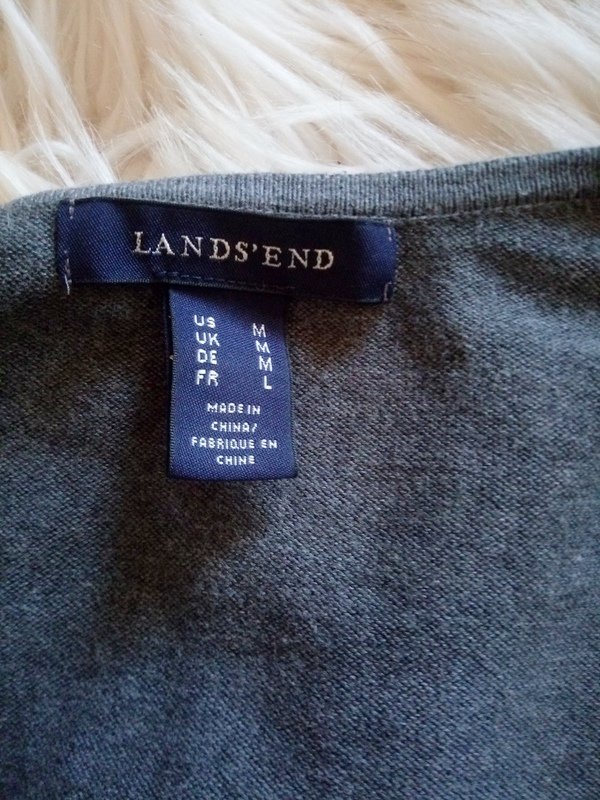 LANDS'END
US M
UK M
DE M
FR L
MADE IN
CHINA/
FABRIQUE EN
CHINE